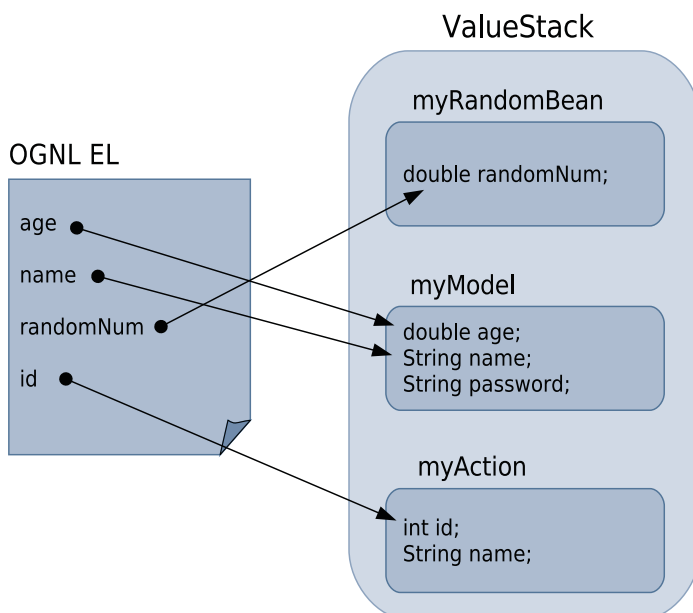 OGNL EL
age
name
randomNum
id
ValueStack
myRandomBean
double randomNum;
myModel
double age;
String name;
String password;
myAction
int id;
String name;